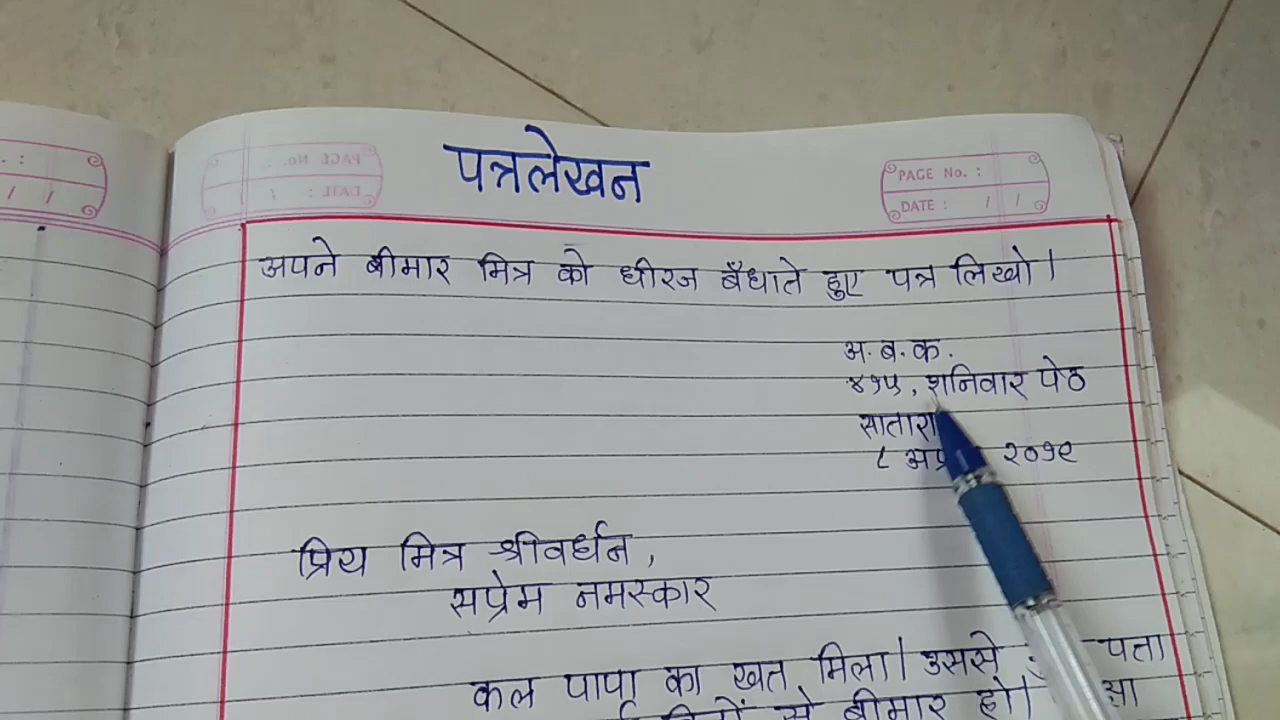 पत्रलेखन
PAGE No. :
DATE : / /
अपने बीमार मित्र को धीरज बँधाते हुए पत्र लिखो।
अ. ब. क.
४१५, शनिवार पेठ
सातारा
८ २०१९
प्रिय मित्र श्रीवर्धन,
सप्रेम नमस्कार
कल पापा का खत मिला। उससे पत्ता
से बीमार हो।